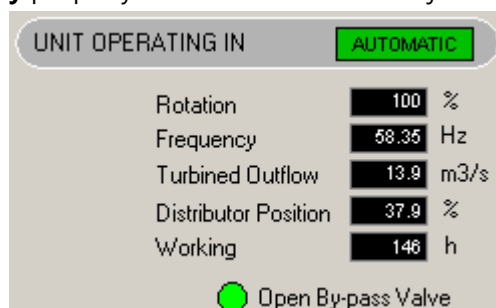 UNIT OPERATING IN AUTOMATIC
Rotation 100 %
Frequency 58.35 Hz
Turbined Outflow 13.9 m3/s
Distributor Position 37.9 %
Working 146 h
Open By-pass Valve